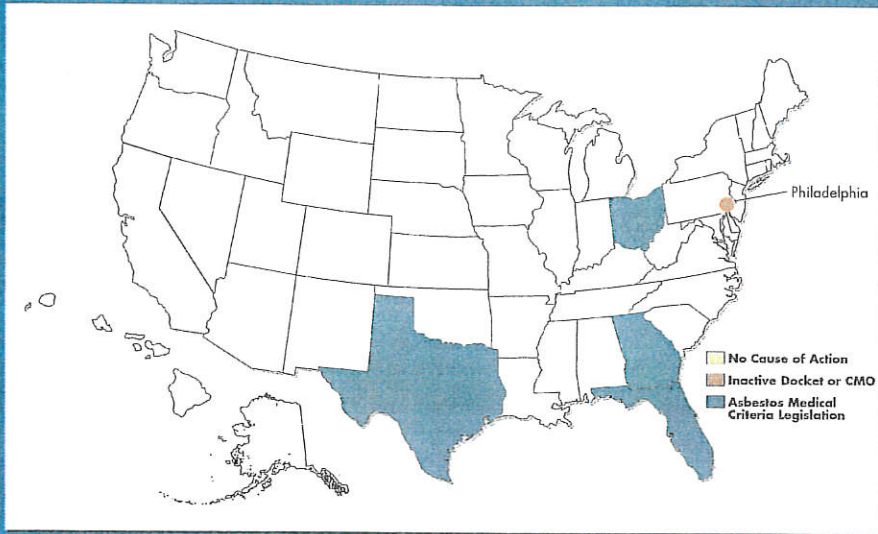 Philadelphia
No Cause of Action
Inactive Docket or CMO
Asbestos Medical
Criteria Legislation